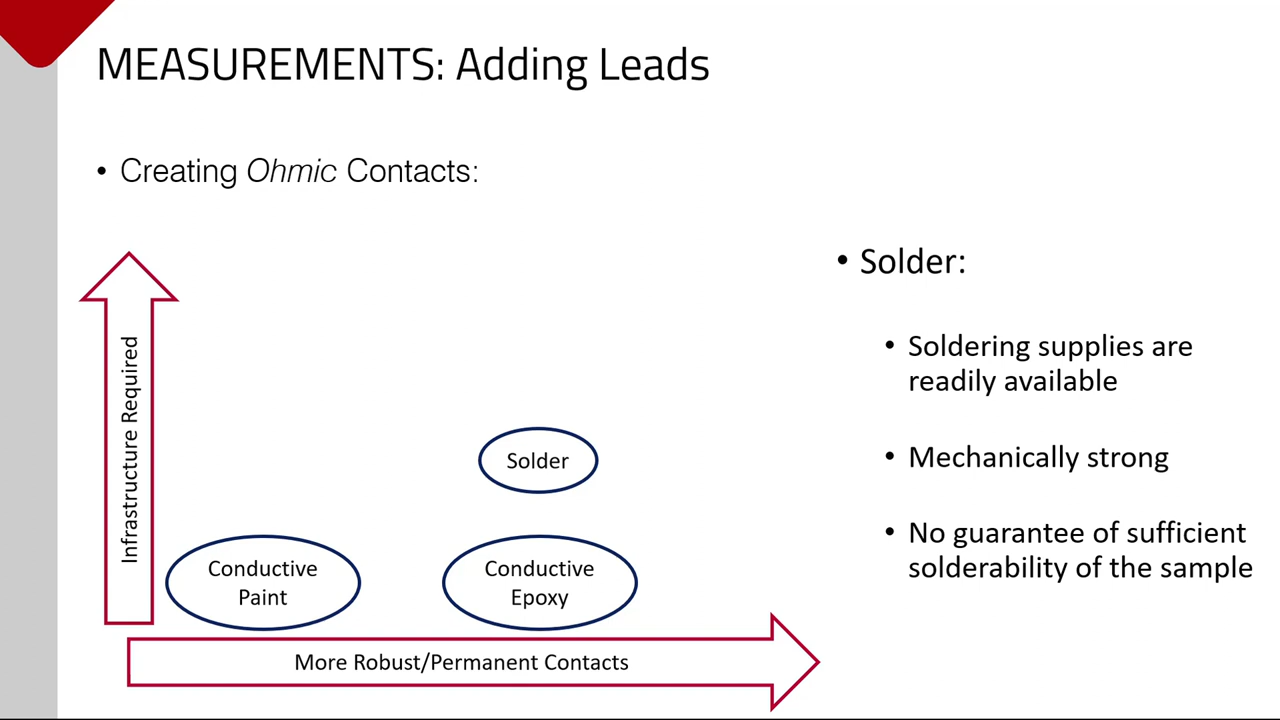 MEASUREMENTS: Adding Leads
• Creating Ohmic Contacts:
Infrastructure Required
Solder
Conductive
Paint
Conductive
Epoxy
More Robust/Permanent Contacts
• Solder:
• Soldering supplies are
readily available
• Mechanically strong
• No guarantee of sufficient
solderability of the sample